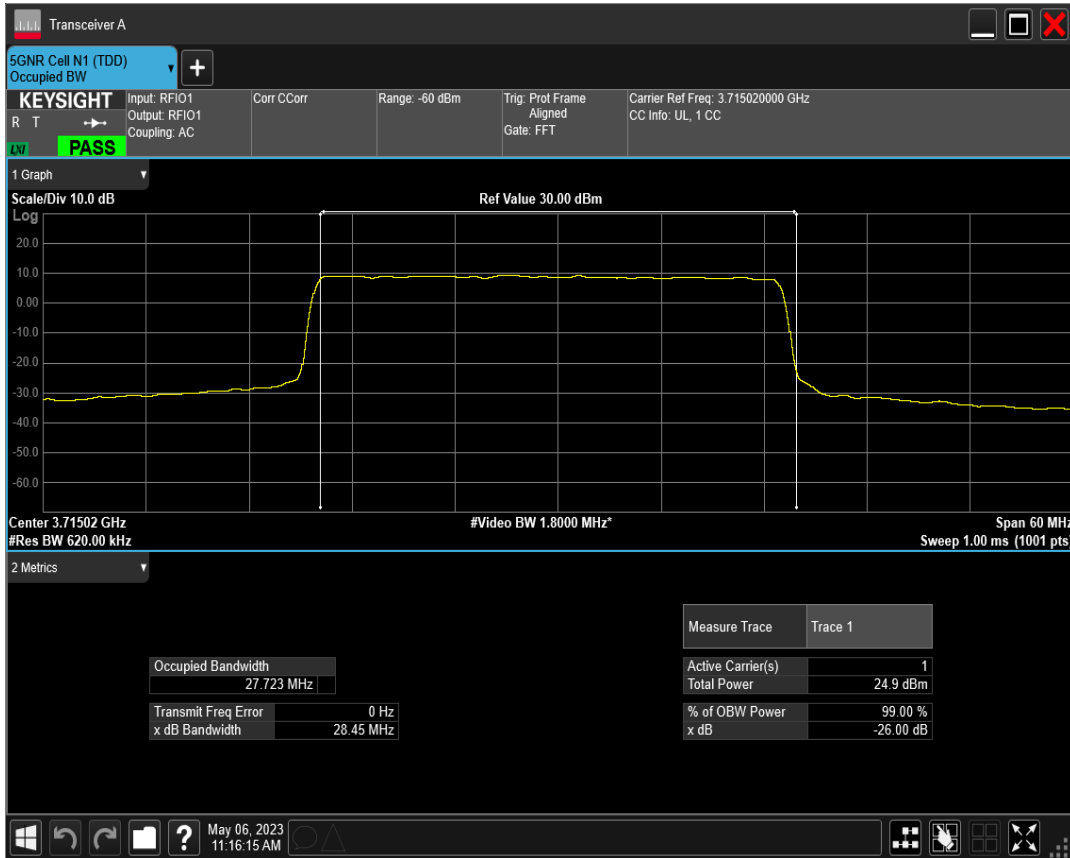 Transceiver A
5GNR Cell N1 (TDD)
Occupied BW
+
KEYSIGHT
R T
LXI
PASS
Input: RFIO1
Output: RFIO1
Coupling: AC
Corr CCorr
Range: -60 dBm
Trig: Prot Frame
Aligned
Gate: FFT
Carrier Ref Freq: 3.715020000 GHz
CC Info: UL, 1 CC
1 Graph
Scale/Div 10.0 dB
Ref Value 30.00 dBm
Log
20.0
10.0
0.00
-10.0
-20.0
-30.0
-40.0
-50.0
-60.0
Center 3.71502 GHz
#Video BW 1.8000 MHz*
Span 60 MHz
#Res BW 620.00 kHz
Sweep 1.00 ms (1001 pts)
2 Metrics
Measure Trace Trace 1
Occupied Bandwidth
27.723 MHz
Transmit Freq Error 0 Hz
x dB Bandwidth 28.45 MHz
Active Carrier(s) 1
Total Power 24.9 dBm
% of OBW Power 99.00 %
x dB -26.00 dB
?
May 06, 2023
11:16:15 AM